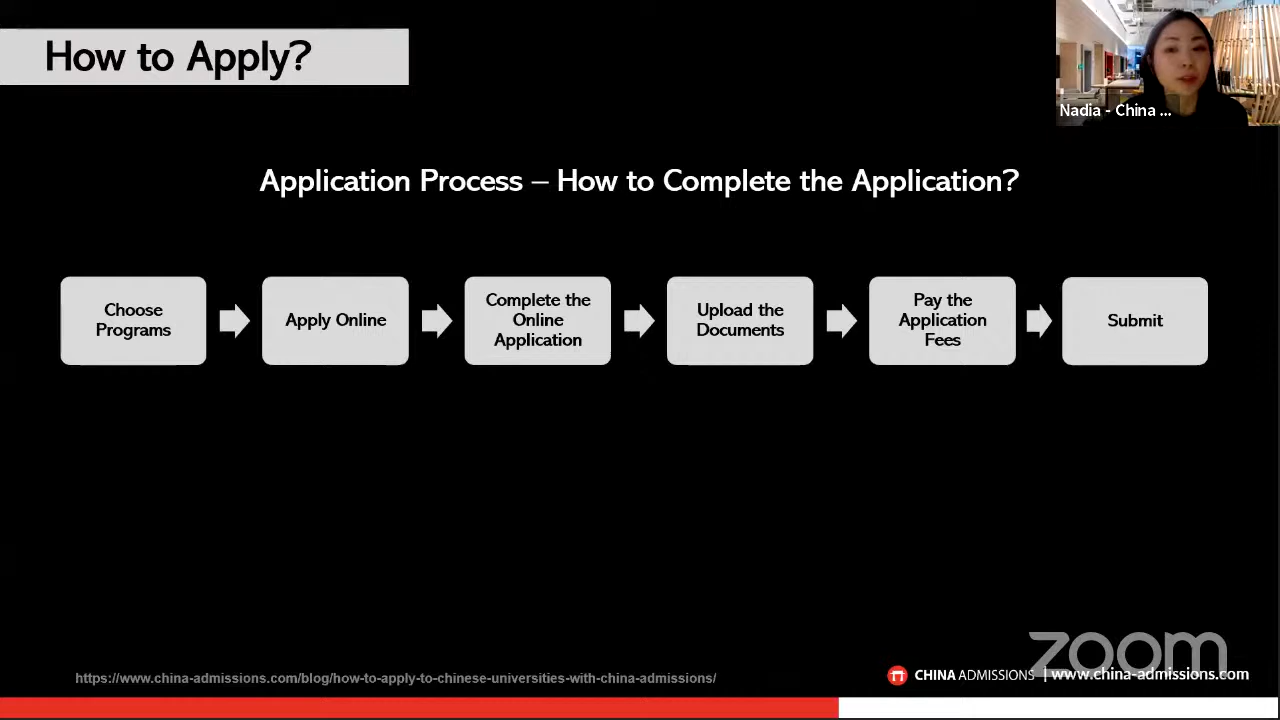 How to Apply?
Nadia - China ...
Application Process – How to Complete the Application?
Choose
Programs
Apply Online
Complete the
Online
Application
Upload the
Documents
Pay the
Application
Fees
Submit
zoom
https://www.china-admissions.com/blog/how-to-apply-to-chinese-universities-with-china-admissions/
CHINA ADMISSIONS | www.china-admissions.com